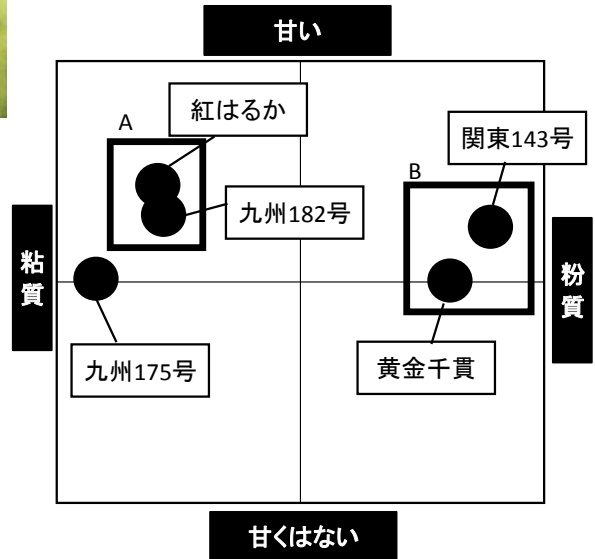 甘い
紅はるか
A
関東143号
B
九州182号
粘質
粉質
九州175号
黄金千貫
甘くはない